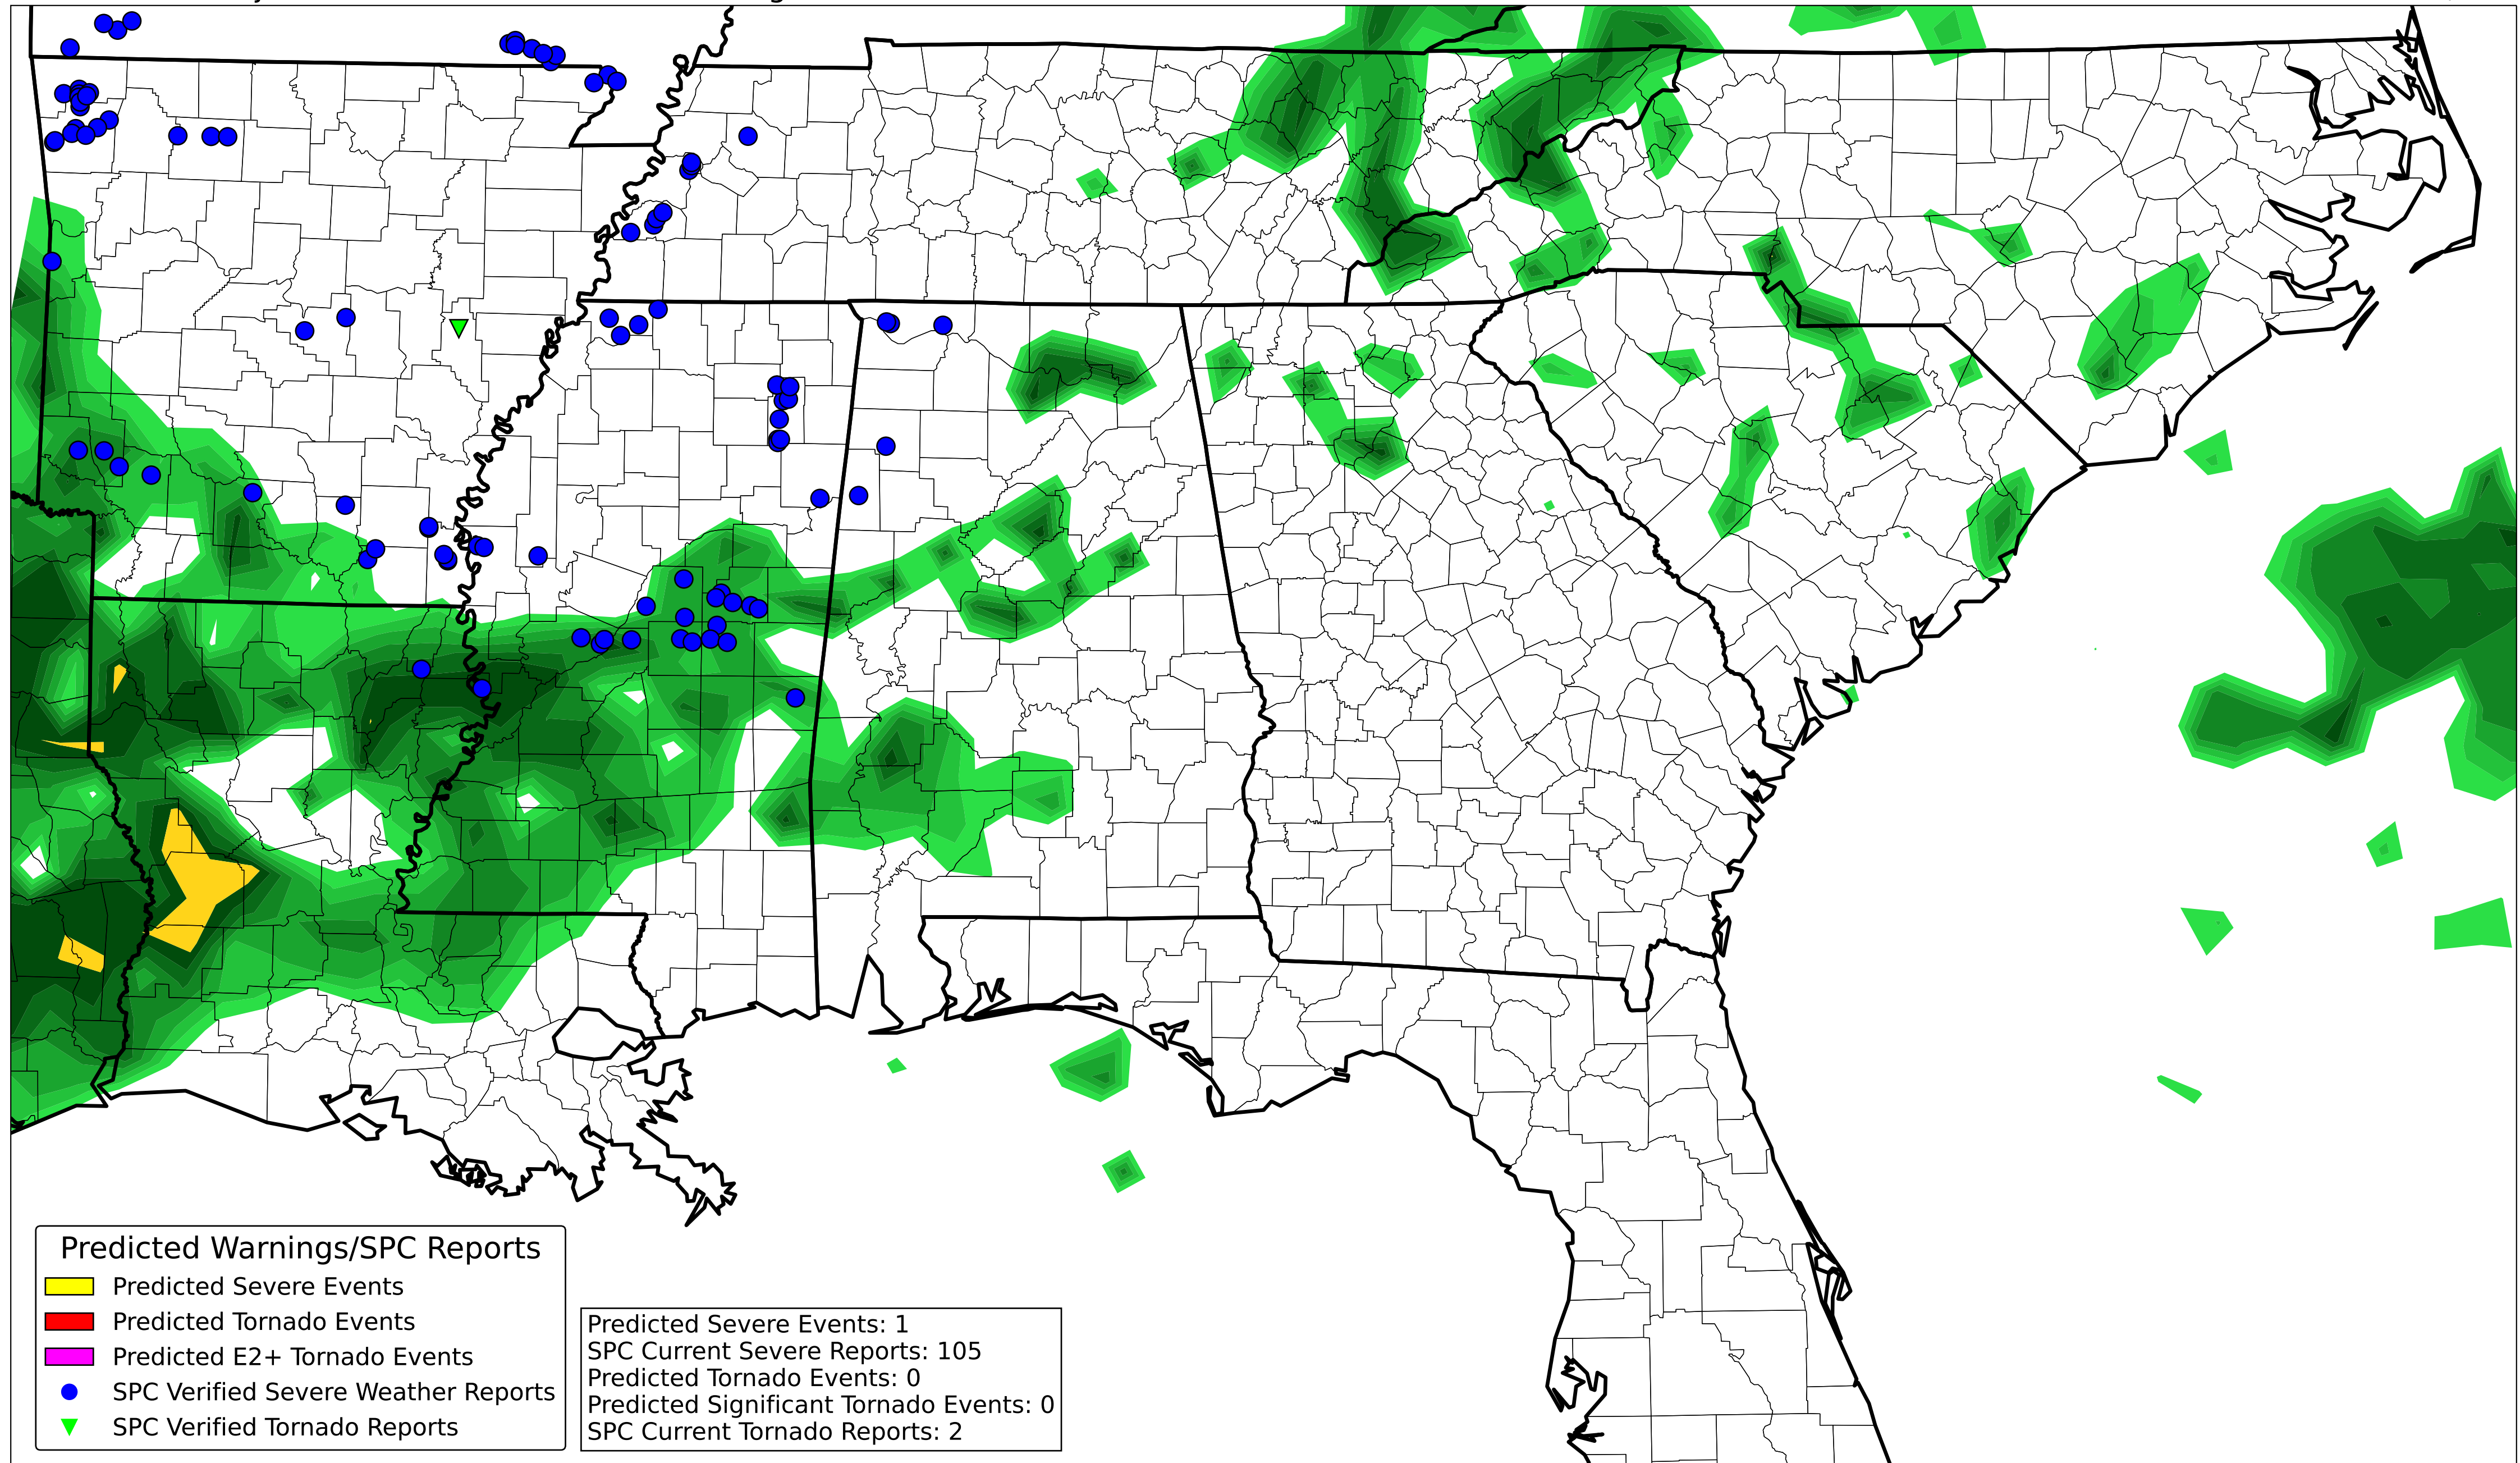 Predicted Warnings/SPC Reports
Predicted Severe Events
Predicted Tornado Events
Predicted E2+ Tornado Events
SPC Verified Severe Weather Reports
SPC Verified Tornado Reports
Predicted Severe Events: 1
SPC Current Severe Reports: 105
Predicted Tornado Events: 0
Predicted Significant Tornado Events: 0
SPC Current Tornado Reports: 2